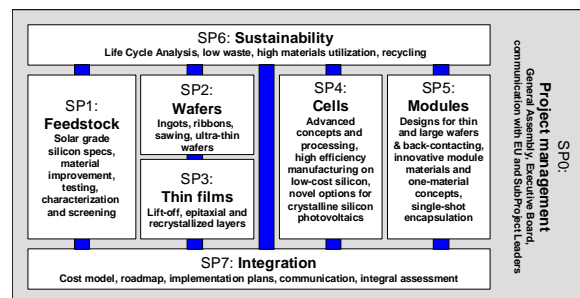 SP6: Sustainability
Life Cycle Analysis, low waste, high materials utilization, recycling
SP1:
Feedstock
Solar grade
silicon specs,
material
improvement,
testing,
characterization
and screening
SP2:
Wafers
Ingots, ribbons,
sawing, ultra-thin
wafers
SP3:
Thin films
Lift-off, epitaxial and
recrystallized layers
SP4:
Cells
Advanced
concepts and
processing,
high efficiency
manufacturing on
low-cost silicon,
novel options for
crystalline silicon
photovoltaics
SP5:
Modules
Designs for thin
and large wafers
& back-contacting,
innovative module
materials and
one-material
concepts,
single-shot
encapsulation
SP7: Integration
Cost model, roadmap, implementation plans, communication, integral assessment
SP0:
Project management
General Assembly, Executive Board,
communication with EU and SubProject Leaders